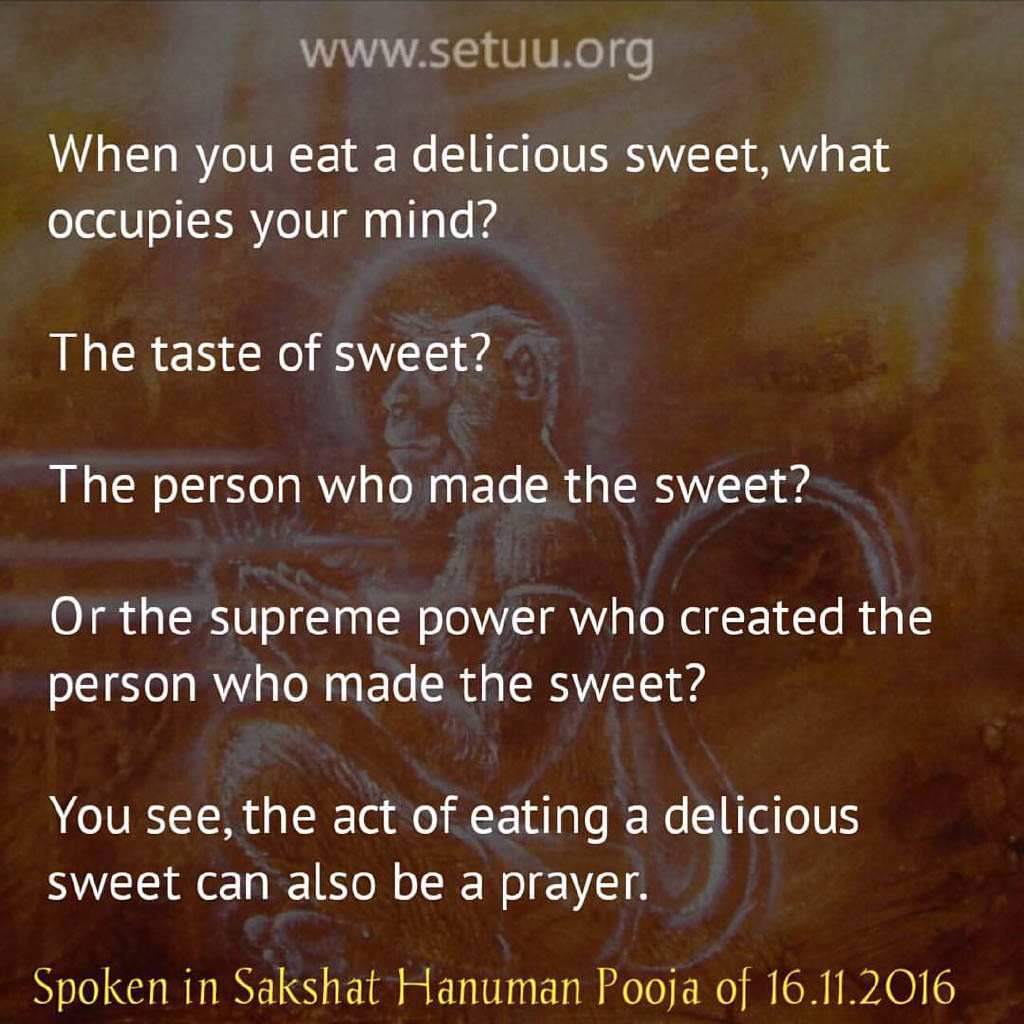 www.setuu.org
When you eat a delicious sweet, what
occupies your mind?
The taste of sweet?
The person who made the sweet?
Or the supreme power who created the
person who made the sweet?
You see, the act of eating a delicious
sweet can also be a prayer.
Spoken in Sakshat Hanuman Pooja of 16.11.2016